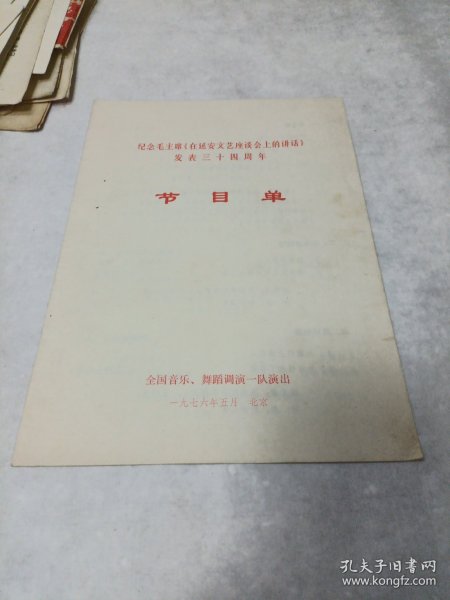 纪念毛主席《在延安文艺座谈会上的讲话》
发表三十四周年
节目单
全国音乐、舞蹈调演一队演出
一九七六年五月 北京
孔夫子旧书网
www.kongfz.com